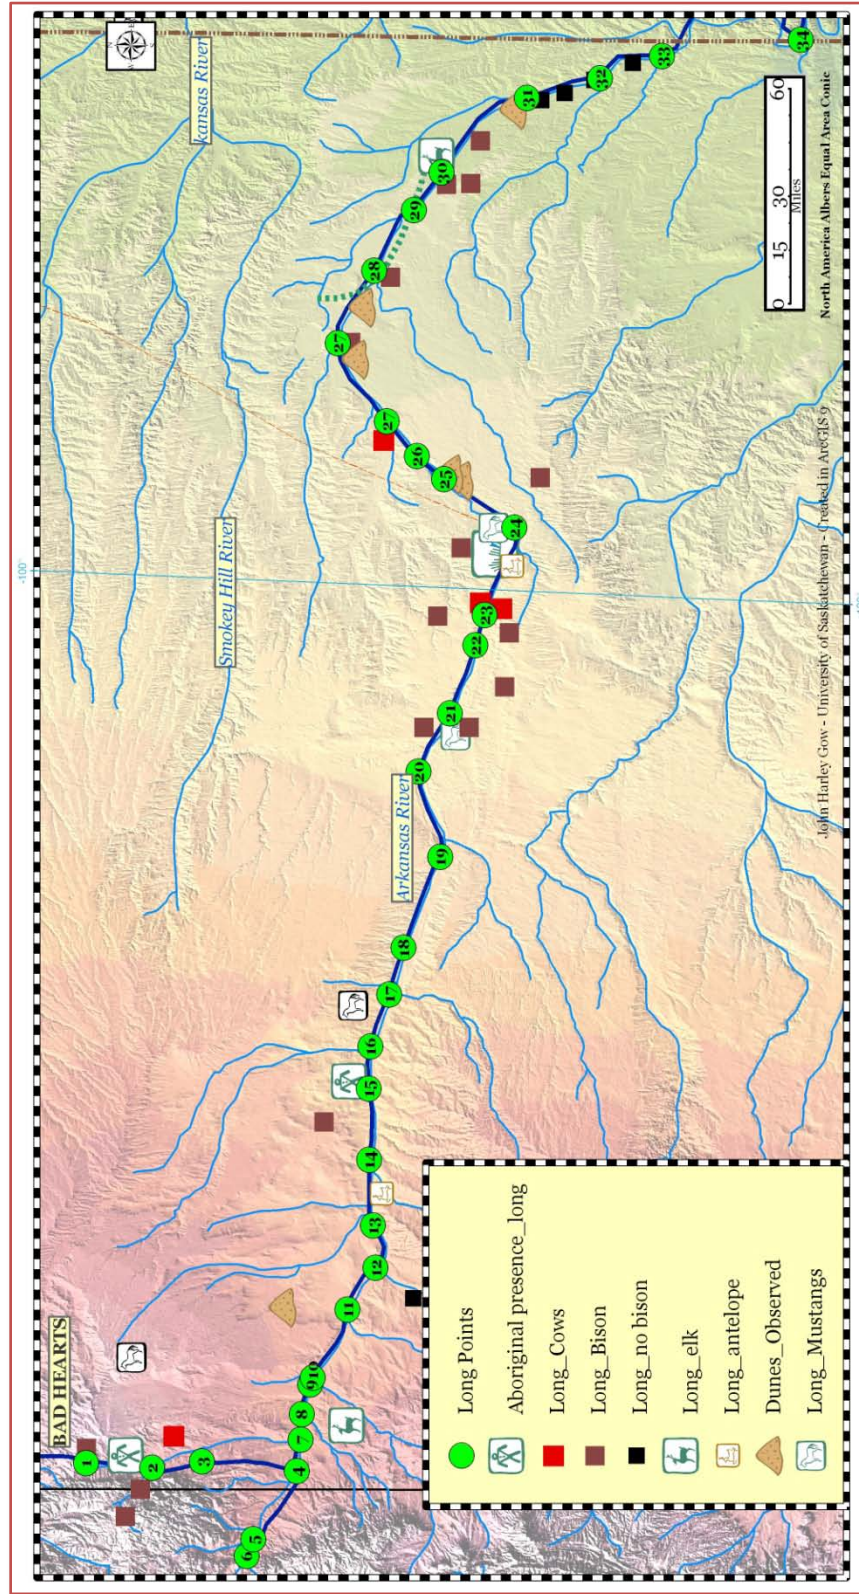 BAD HEARTS
kansas River
-100°
Smokey Hill River
Arkansas River
1
2
3
4
5
6
7
8
9
10
11
12
13
14
15
16
17
18
19
20
21
22
23
24
25
26
27
27
28
29
30
31
32
33
34
Long Points
Aboriginal presence_long
Long_Cows
Long_Bison
Long_no bison
Long_elk
Long_antelope
Dunes_Observed
Long_Mustangs
0 15 30 60
Miles
North America Albers Equal Area Conic
John Harley Gow - University of Saskatchewan - Created in ArcGIS 9